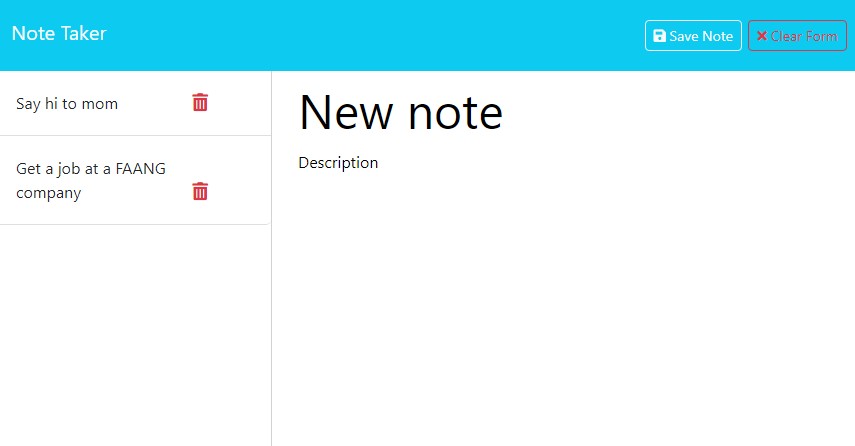 Note Taker
Save Note
Clear Form
Say hi to mom
Get a job at a FAANG
company
New note
Description